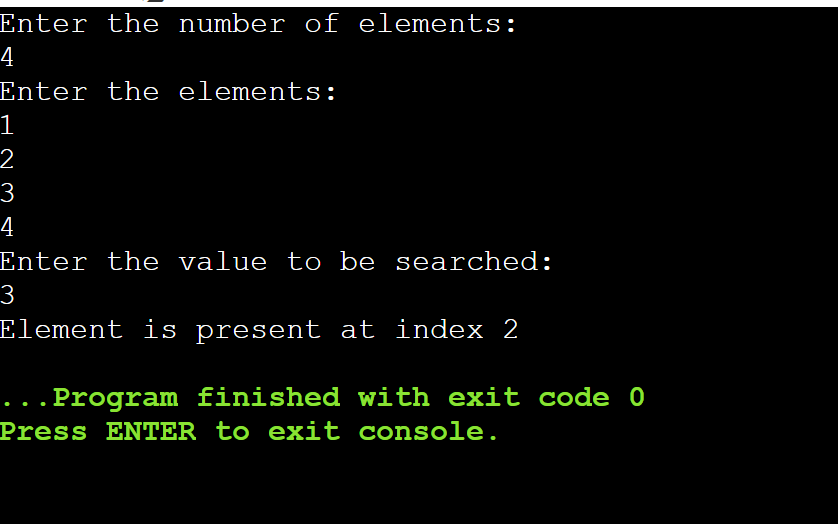 Enter the number of elements:
4
Enter the elements:
1
2
3
4
Enter the value to be searched:
3
Element is present at index 2
...Program finished with exit code 0
Press ENTER to exit console.